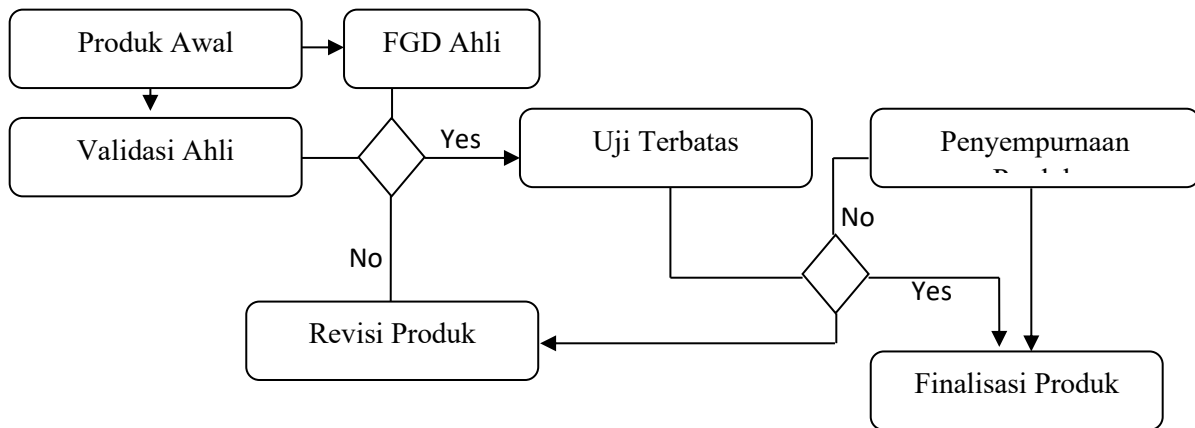 Produk Awal
FGD Ahli
Validasi Ahli
Yes
Uji Terbatas
Penyempurnaan
No
No
Yes
Revisi Produk
Finalisasi Produk